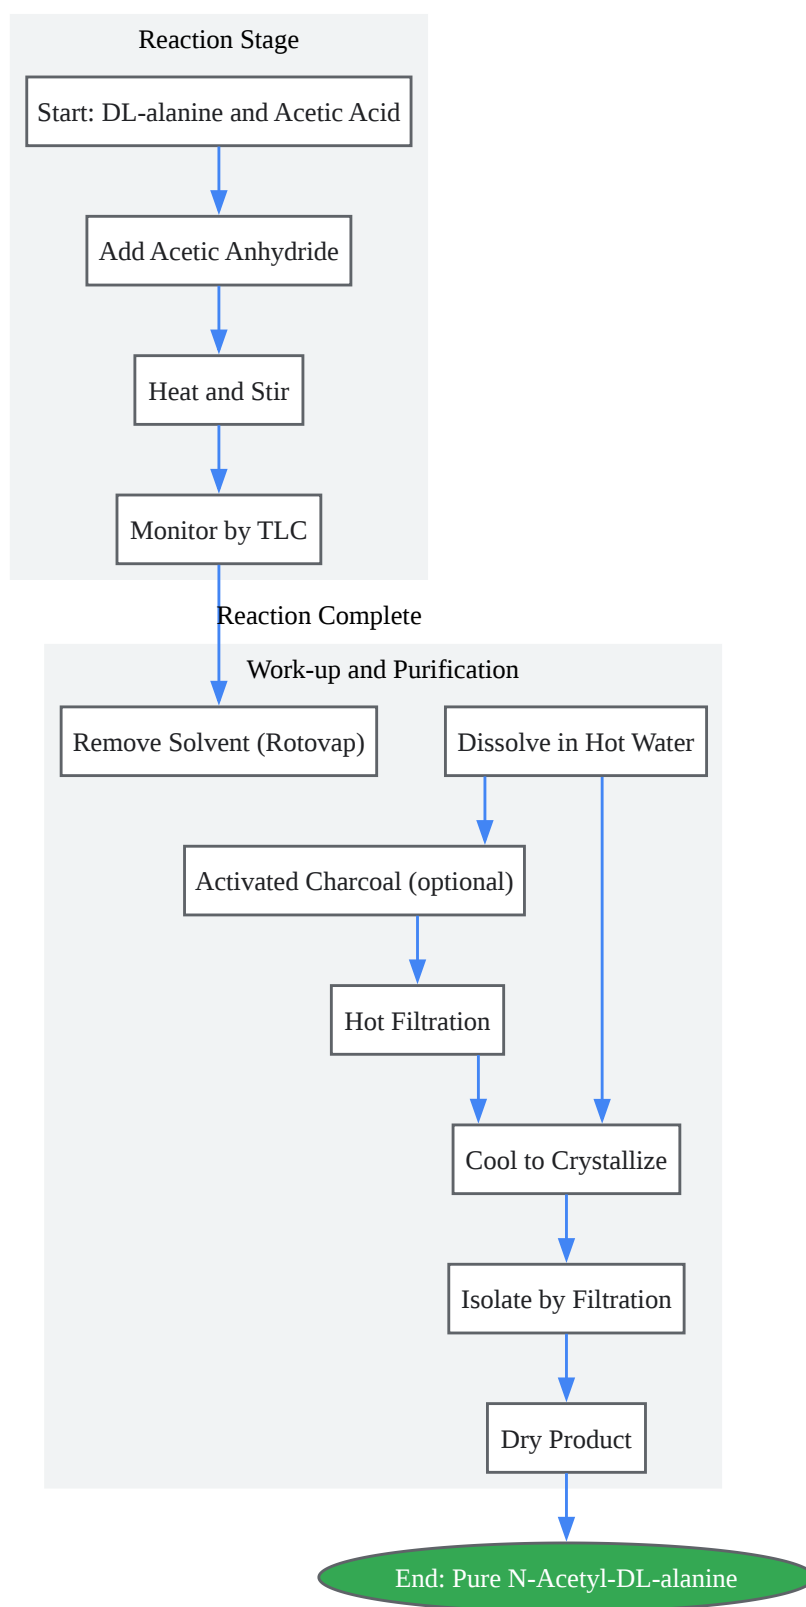 Reaction Stage
Start: DL-alanine and Acetic Acid
Add Acetic Anhydride
Heat and Stir
Monitor by TLC
Reaction Complete
Work-up and Purification
Remove Solvent (Rotovap)
Dissolve in Hot Water
Activated Charcoal (optional)
Hot Filtration
Cool to Crystallize
Isolate by Filtration
Dry Product
End: Pure N-Acetyl-DL-alanine